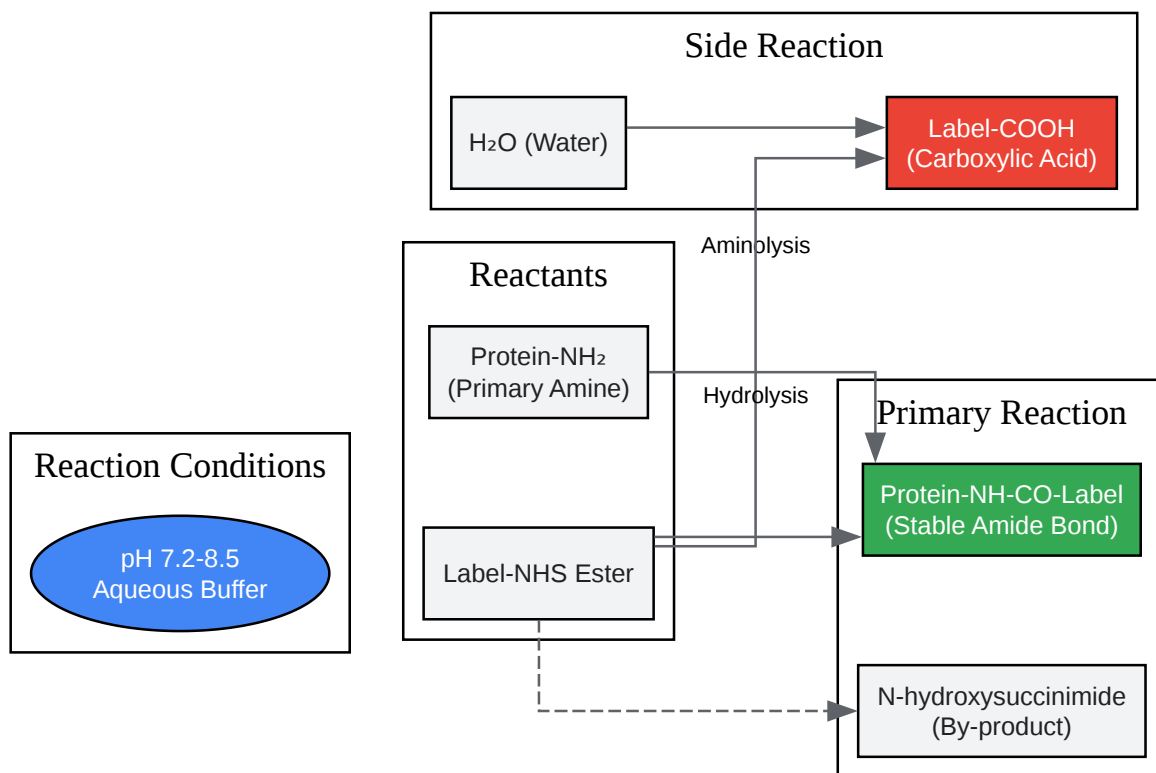 Side Reaction
H₂O (Water)
Label-COOH
(Carboxylic Acid)
Aminolysis
Reactants
Protein-NH₂
(Primary Amine)
Hydrolysis
Label-NHS Ester
Primary Reaction
Protein-NH-CO-Label
(Stable Amide Bond)
N-hydroxysuccinimide
(By-product)
Reaction Conditions
pH 7.2-8.5
Aqueous Buffer